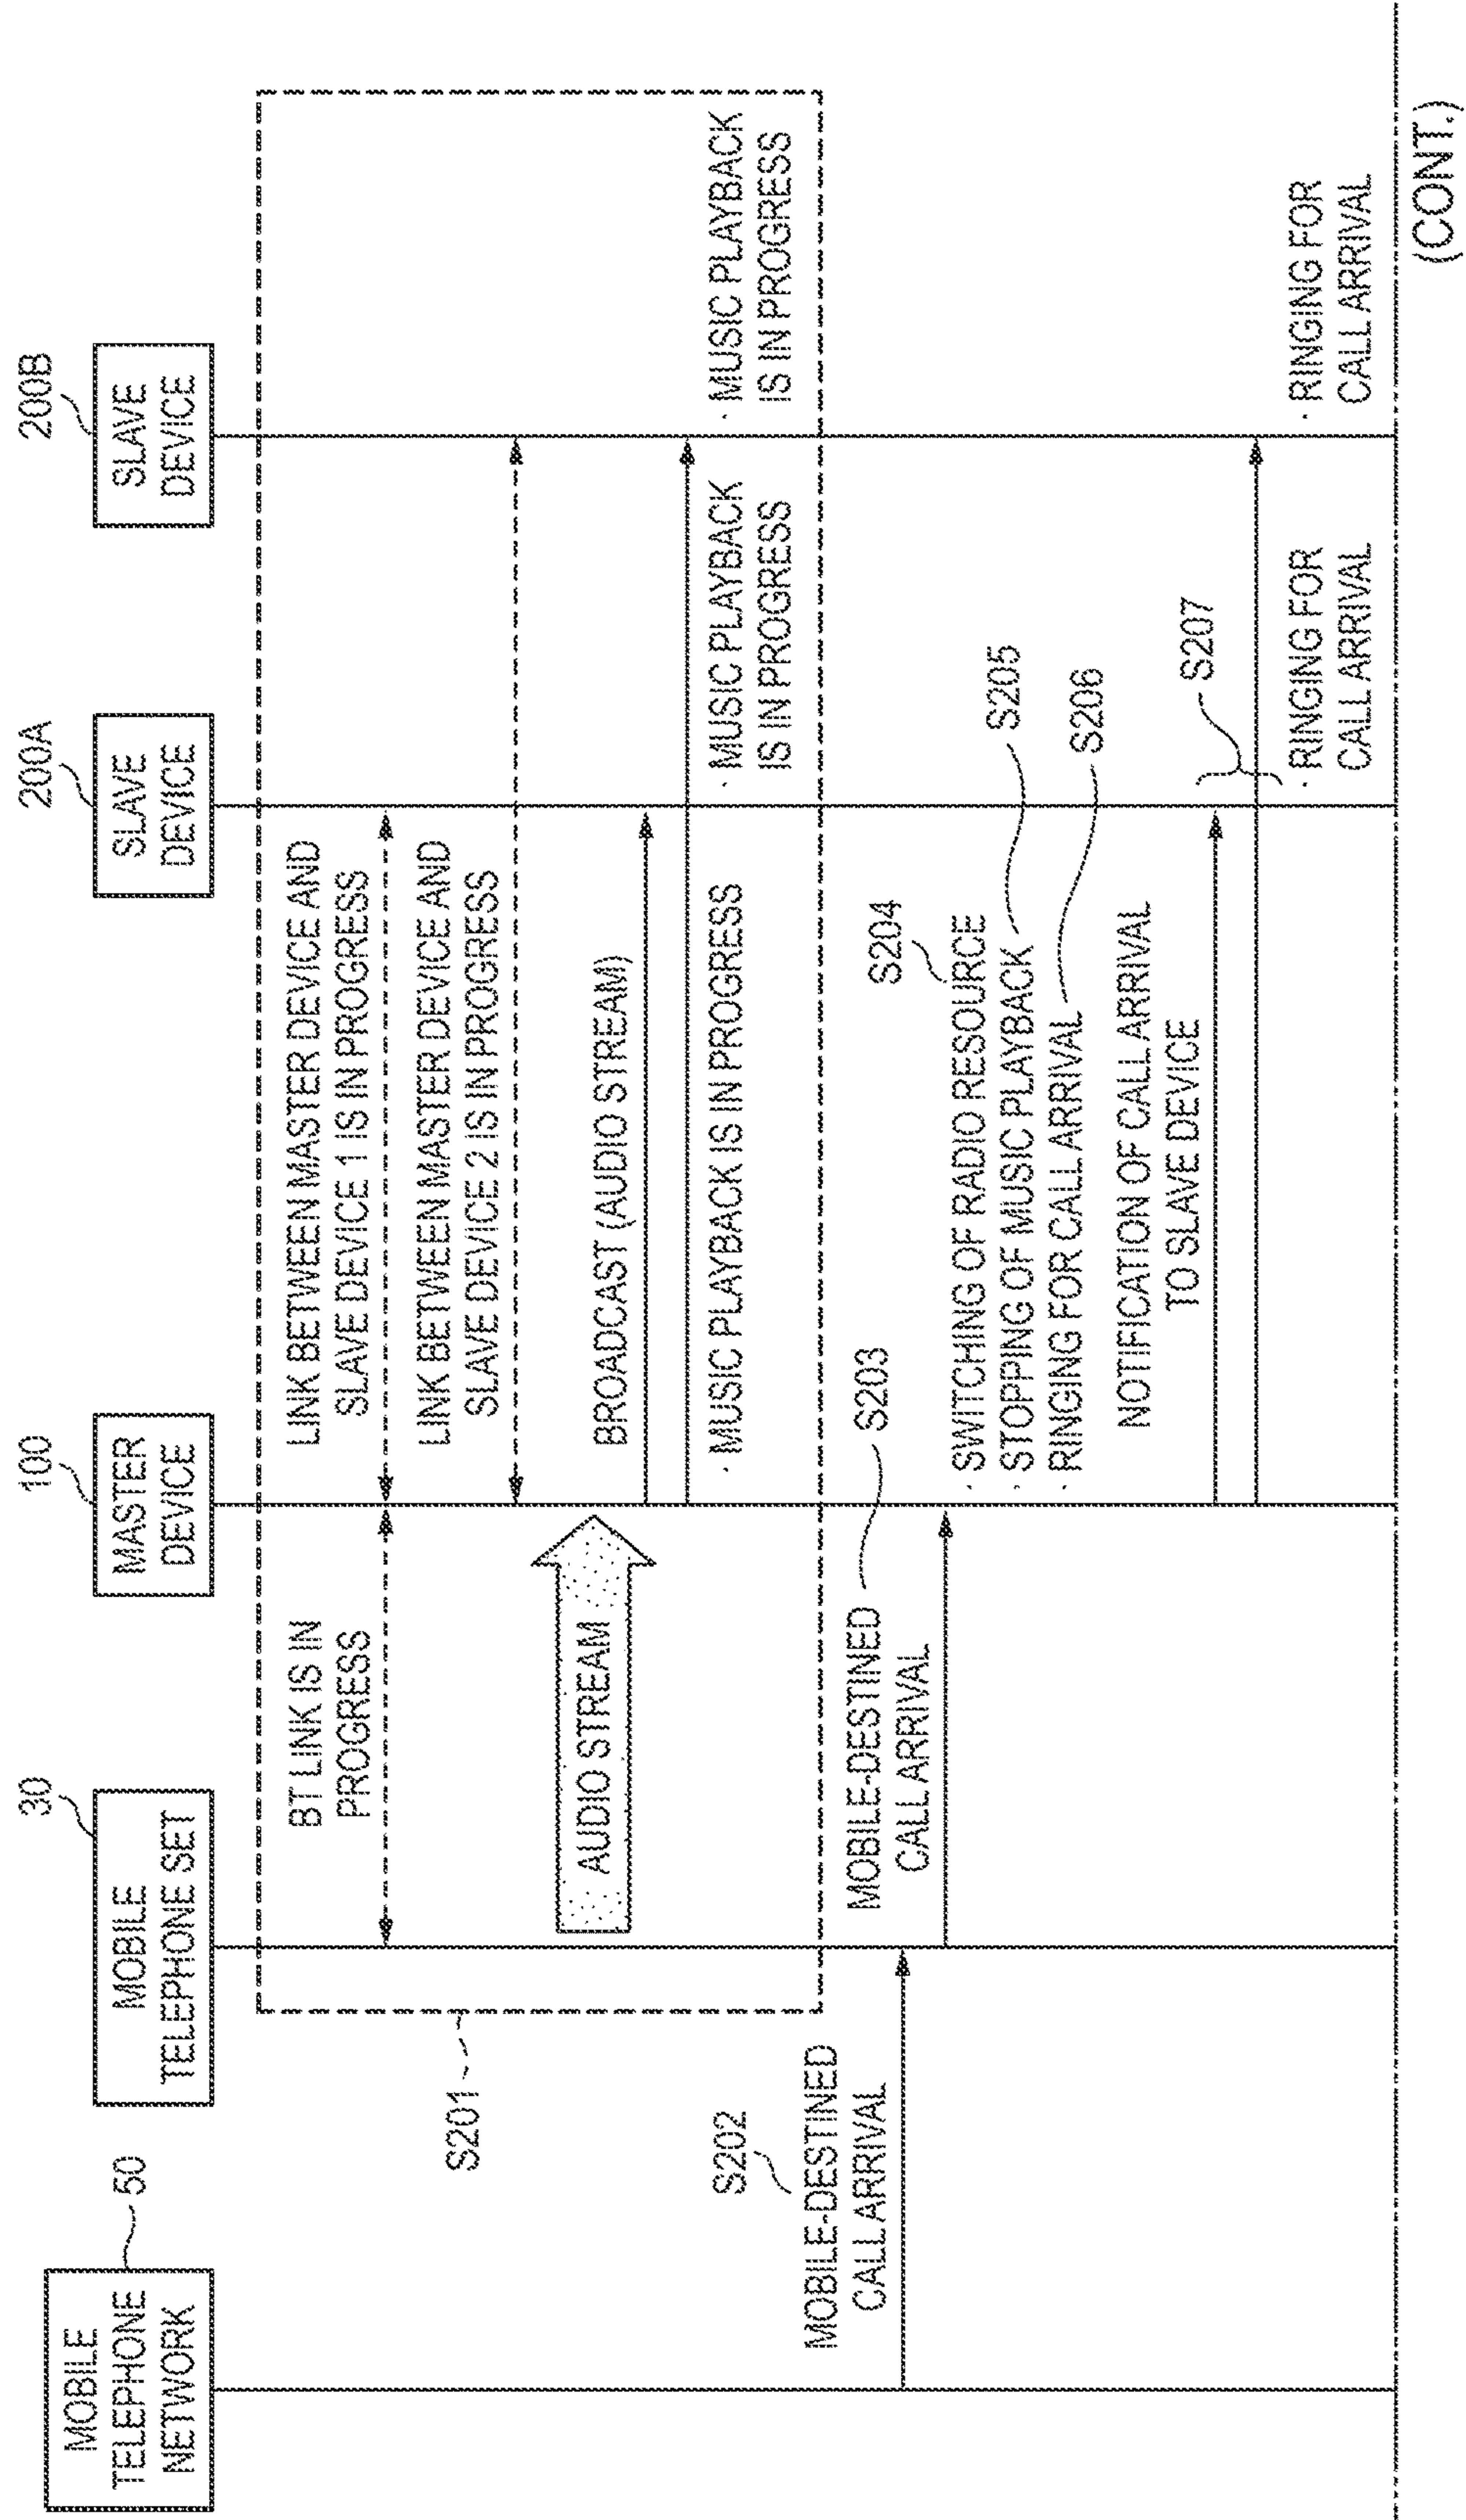 50
MOBILE
TELEPHONE
NETWORK
30
MOBILE
TELEPHONE SET
100
MASTER
DEVICE
200A
SLAVE
DEVICE
200B
SLAVE
DEVICE
S201
BT LINK IS IN
PROGRESS
LINK BETWEEN MASTER DEVICE AND
SLAVE DEVICE 1 IS IN PROGRESS
LINK BETWEEN MASTER DEVICE AND
SLAVE DEVICE 2 IS IN PROGRESS
AUDIO STREAM
BROADCAST (AUDIO STREAM)
· MUSIC PLAYBACK IS IN PROGRESS
· MUSIC PLAYBACK
IS IN PROGRESS
· MUSIC PLAYBACK
IS IN PROGRESS
S202
MOBILE-DESTINED
CALL ARRIVAL
MOBILE-DESTINED
CALL ARRIVAL
S203
S204
· SWITCHING OF RADIO RESOURCE
· STOPPING OF MUSIC PLAYBACK
S205
· RINGING FOR CALL ARRIVAL
S206
NOTIFICATION OF CALL ARRIVAL
TO SLAVE DEVICE
S207
· RINGING FOR
CALL ARRIVAL
· RINGING FOR
CALL ARRIVAL
(CONT.)